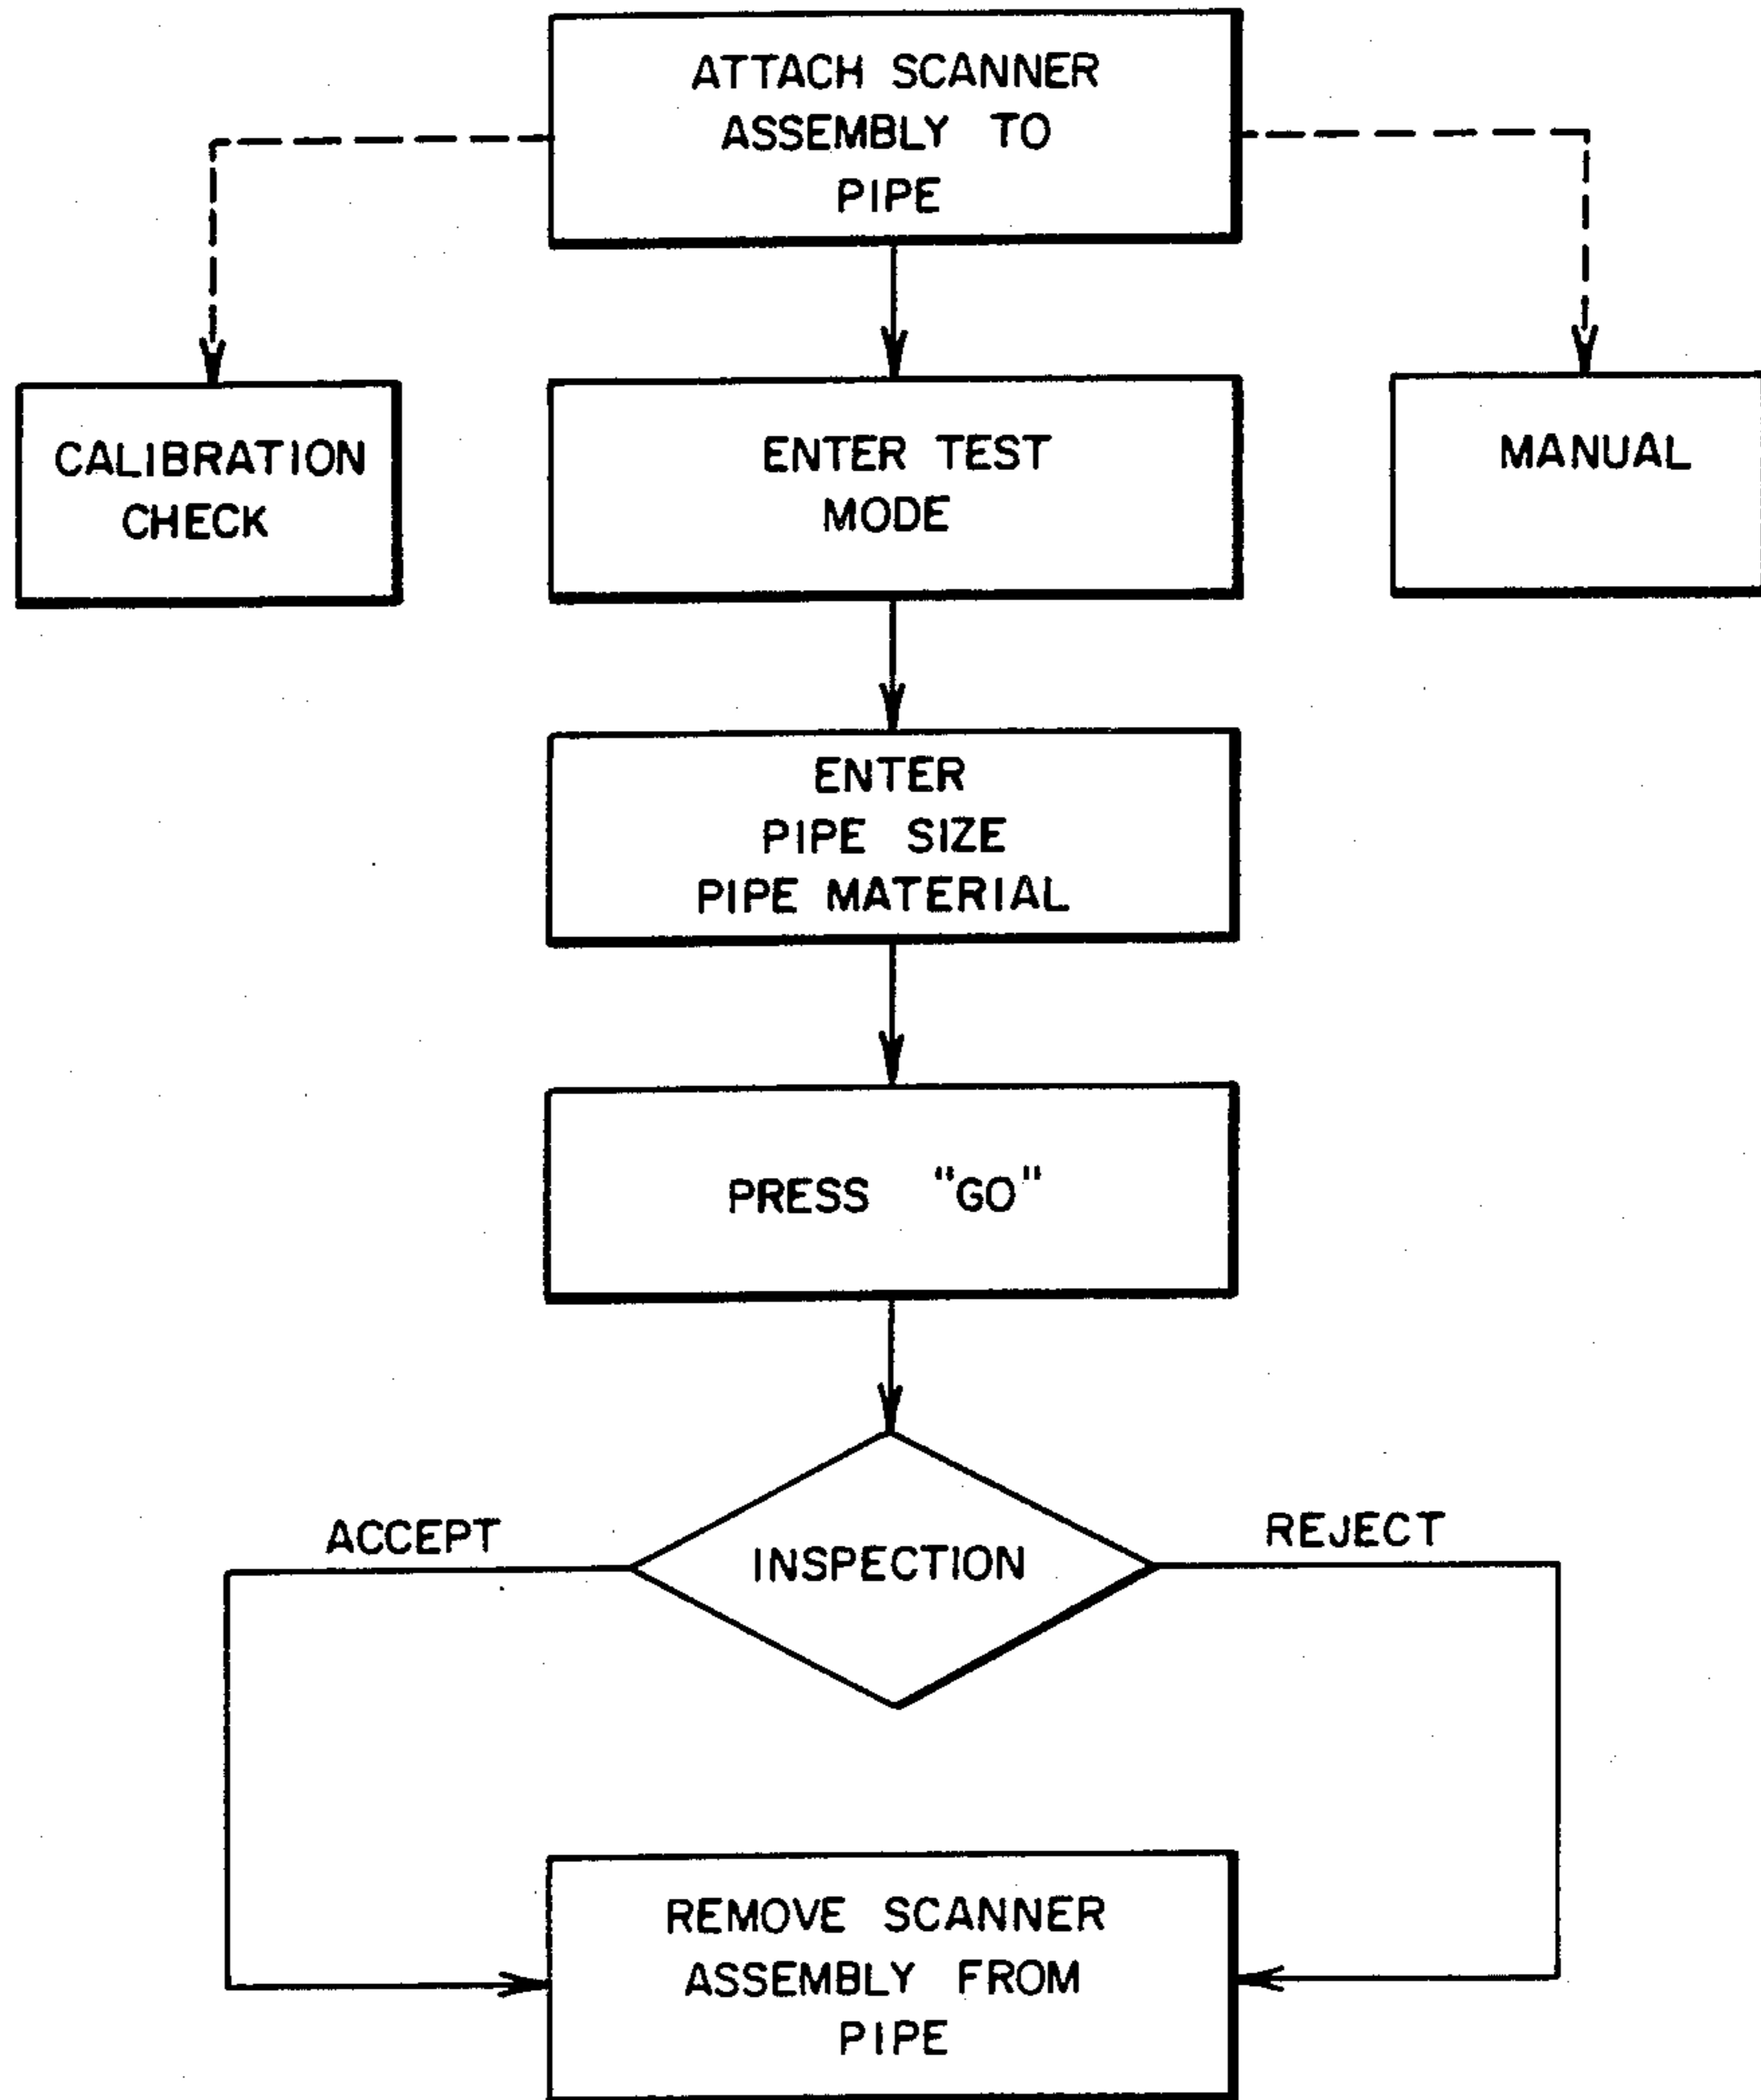 ATTACH SCANNER
ASSEMBLY TO
PIPE
CALIBRATION
CHECK
ENTER TEST
MODE
MANUAL
ENTER
PIPE SIZE
PIPE MATERIAL
PRESS "GO"
ACCEPT
INSPECTION
REJECT
REMOVE SCANNER
ASSEMBLY FROM
PIPE